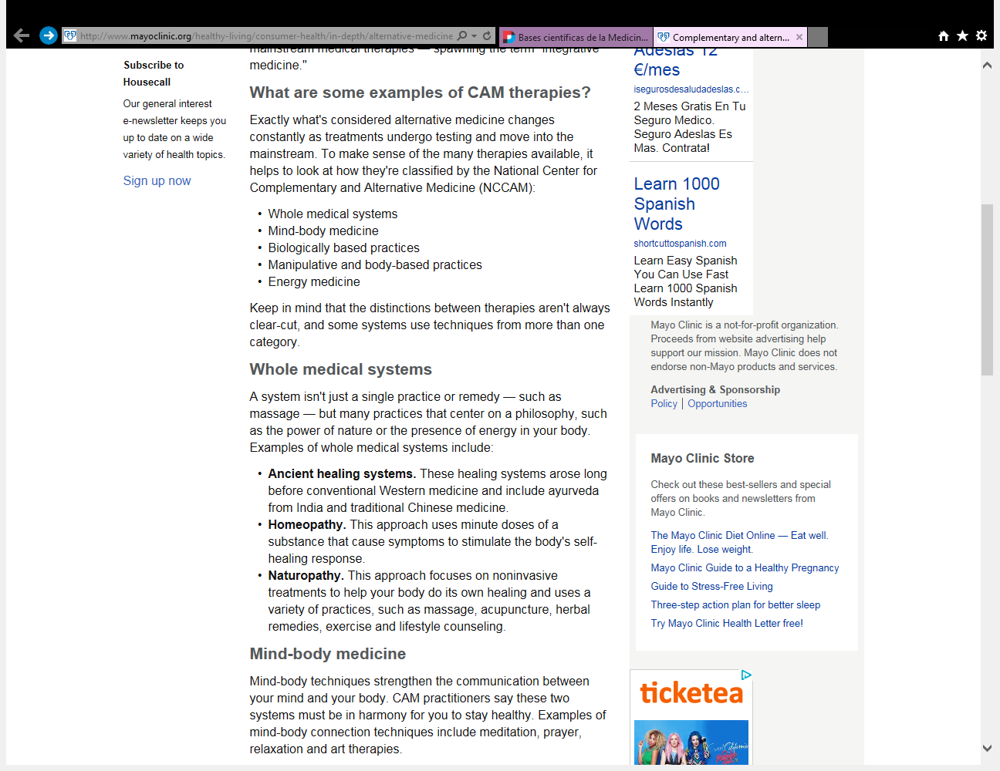 http://www.mayoclinic.org/healthy-living/consumer-health/in-depth/alternative-medicine
Bases científicas de la Medicin...
Complementary and altern...
Subscribe to
Housecall
Our general interest
e-newsletter keeps you
up to date on a wide
variety of health topics.
Sign up now
mainstream medical therapies — spawning the term "integrative
medicine."
What are some examples of CAM therapies?
Exactly what's considered alternative medicine changes
constantly as treatments undergo testing and move into the
mainstream. To make sense of the many therapies available, it
helps to look at how they're classified by the National Center for
Complementary and Alternative Medicine (NCCAM):
• Whole medical systems
• Mind-body medicine
• Biologically based practices
• Manipulative and body-based practices
• Energy medicine
Keep in mind that the distinctions between therapies aren't always
clear-cut, and some systems use techniques from more than one
category.
Whole medical systems
A system isn't just a single practice or remedy — such as
massage — but many practices that center on a philosophy, such
as the power of nature or the presence of energy in your body.
Examples of whole medical systems include:
• Ancient healing systems. These healing systems arose long
before conventional Western medicine and include ayurveda
from India and traditional Chinese medicine.
• Homeopathy. This approach uses minute doses of a
substance that cause symptoms to stimulate the body's self-
healing response.
• Naturopathy. This approach focuses on noninvasive
treatments to help your body do its own healing and uses a
variety of practices, such as massage, acupuncture, herbal
remedies, exercise and lifestyle counseling.
Mind-body medicine
Mind-body techniques strengthen the communication between
your mind and your body. CAM practitioners say these two
systems must be in harmony for you to stay healthy. Examples of
mind-body connection techniques include meditation, prayer,
relaxation and art therapies.
Adeslas 12
€/mes
isegurosdesaludadeslas.c...
2 Meses Gratis En Tu
Seguro Medico.
Seguro Adeslas Es
Mas. Contrata!
Learn 1000
Spanish
Words
shortcuttospanish.com
Learn Easy Spanish
You Can Use Fast
Learn 1000 Spanish
Words Instantly
Mayo Clinic is a not-for-profit organization.
Proceeds from website advertising help
support our mission. Mayo Clinic does not
endorse non-Mayo products and services.
Advertising & Sponsorship
Policy | Opportunities
Mayo Clinic Store
Check out these best-sellers and special
offers on books and newsletters from
Mayo Clinic.
The Mayo Clinic Diet Online — Eat well.
Enjoy life. Lose weight.
Mayo Clinic Guide to a Healthy Pregnancy
Guide to Stress-Free Living
Three-step action plan for better sleep
Try Mayo Clinic Health Letter free!
ticketea
California